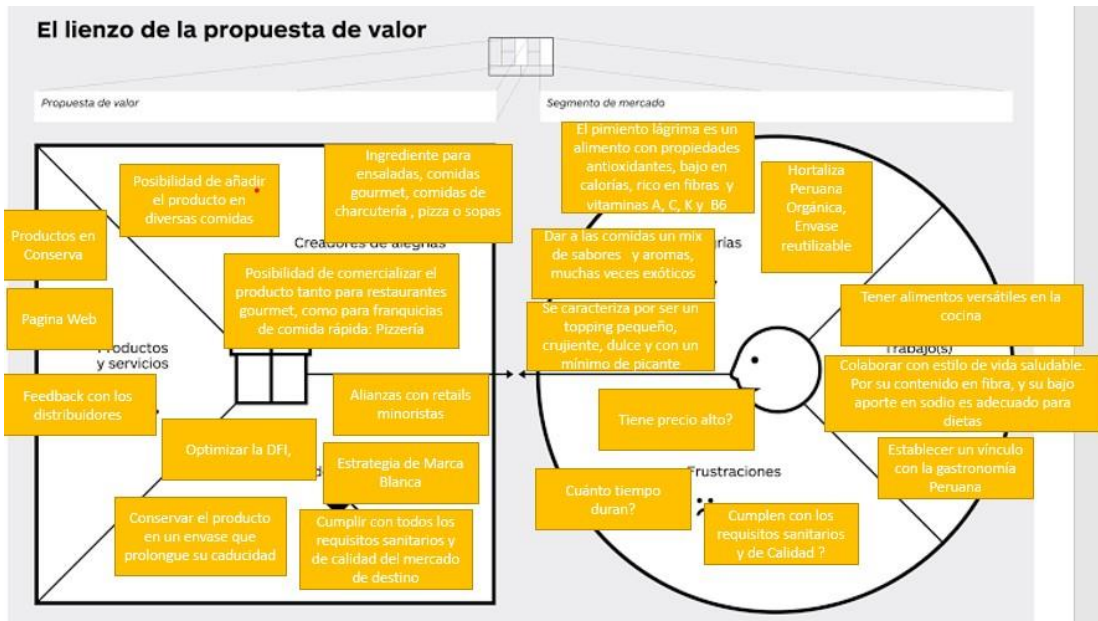 El lienzo de la propuesta de valor
Propuesta de valor
Segmento de mercado
Posibilidad de añadir
el producto en
diversas comidas
Ingrediente para
ensaladas, comidas
gourmet, comidas de
charcutería , pizza o sopas
Productos en
Conserva
Creadores de alegrías
Posibilidad de comercializar el
producto tanto para restaurantes
gourmet, como para franquicias
de comida rápida: Pizzería
Pagina Web
Productos
y servicios
Feedback con los
distribuidores
Alianzas con retails
minoristas
Optimizar la DFI,
Estrategia de Marca
Blanca
Conservar el producto
en un envase que
prolongue su caducidad
Cumplir con todos los
requisitos sanitarios y
de calidad del mercado
de destino
El pimiento lágrima es un
alimento con propiedades
antioxidantes, bajo en
calorías, rico en fibras y
vitaminas A, C, K y B6
Hortaliza
Peruana
Orgánica,
Envase
reutilizable
Dar a las comidas un mix
de sabores y aromas,
muchas veces exóticos
Se caracteriza por ser un
topping pequeño,
crujiente, dulce y con un
mínimo de picante
Tener alimentos versátiles en la
cocina
Trabajo(s)
Colaborar con estilo de vida saludable.
Por su contenido en fibra, y su bajo
aporte en sodio es adecuado para
dietas
Tiene precio alto?
Establecer un vínculo
con la gastronomía
Peruana
Frustraciones
Cuánto tiempo
duran?
Cumplen con los
requisitos sanitarios
y de Calidad ?